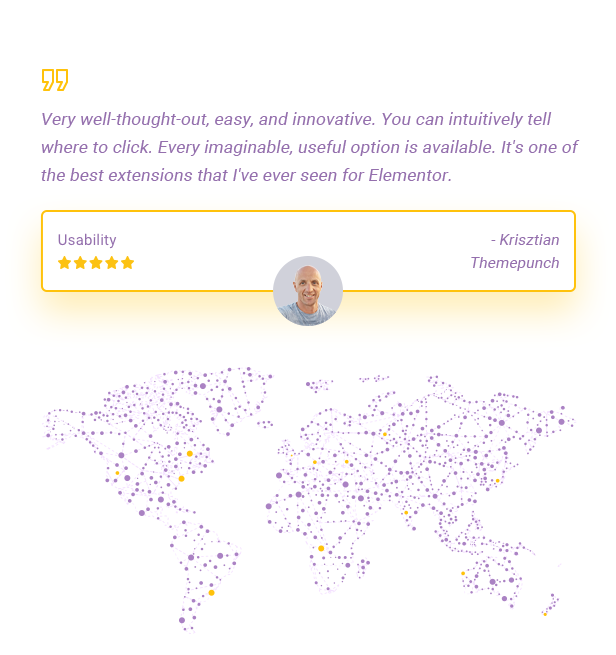 Very well-thought-out, easy, and innovative. You can intuitively tell
where to click. Every imaginable, useful option is available. It's one of
the best extensions that I've ever seen for Elementor.
Usability
- Krisztian
Themepunch